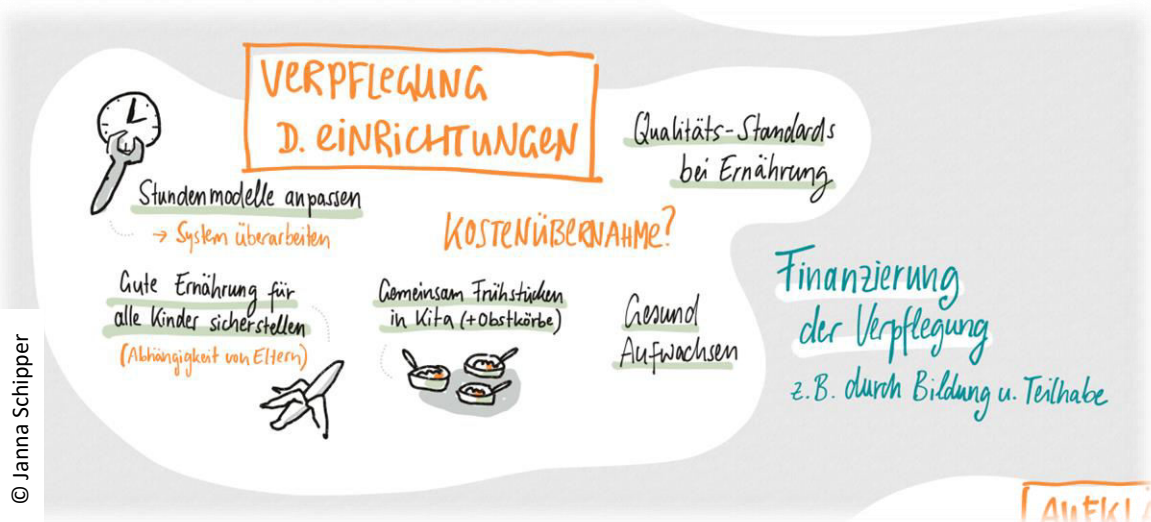 VERPFLEGUNG
D. EINRICHTUNGEN
Qualitäts-Standards
bei Ernährung
Stundenmodelle anpassen
→ System überarbeiten
KOSTENÜBERNAHME?
Gute Ernährung für
alle Kinder sicherstellen
(Abhängigkeit von Eltern)
Gemeinsam Frühstücken
in Kita (+Obstkörbe)
Gesund
Aufwachsen
Finanzierung
der Verpflegung
z.B. durch Bildung u. Teilhabe
© Janna Schipper